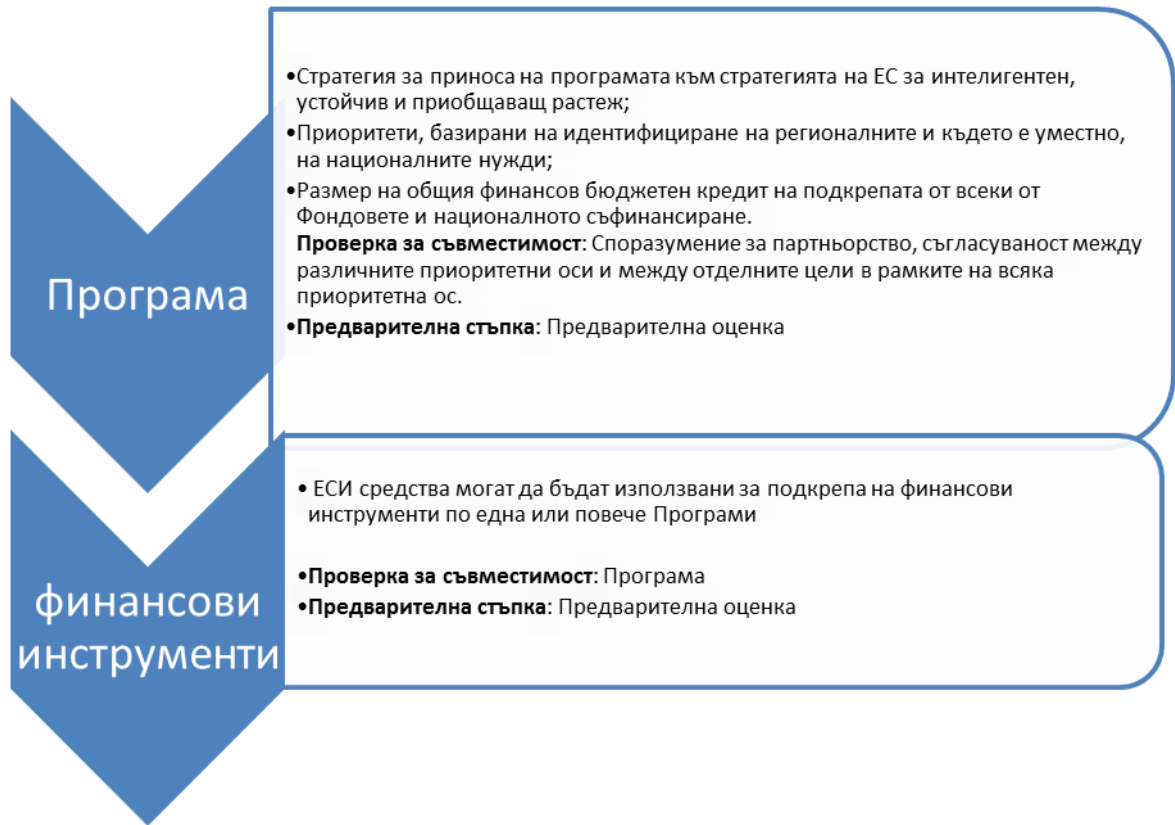 •Стратегия за приноса на програмата към стратегията на ЕС за интелигентен,
устойчив и приобщаващ растеж;
•Приоритети, базирани на идентифициране на регионалните и където е уместно,
на националните нужди;
•Размер на общия финансов бюджетен кредит на подкрепата от всеки от
Фондовете и националното съфинансиране.
Проверка за съвместимост: Споразумение за партньорство, съгласуваност между
различните приоритетни оси и между отделните цели в рамките на всяка
приоритетна ос.
•Предварителна стъпка: Предварителна оценка
Програма
• ЕСИ средства могат да бъдат използвани за подкрепа на финансови
инструменти по една или повече Програми
•Проверка за съвместимост: Програма
•Предварителна стъпка: Предварителна оценка
финансови
инструменти